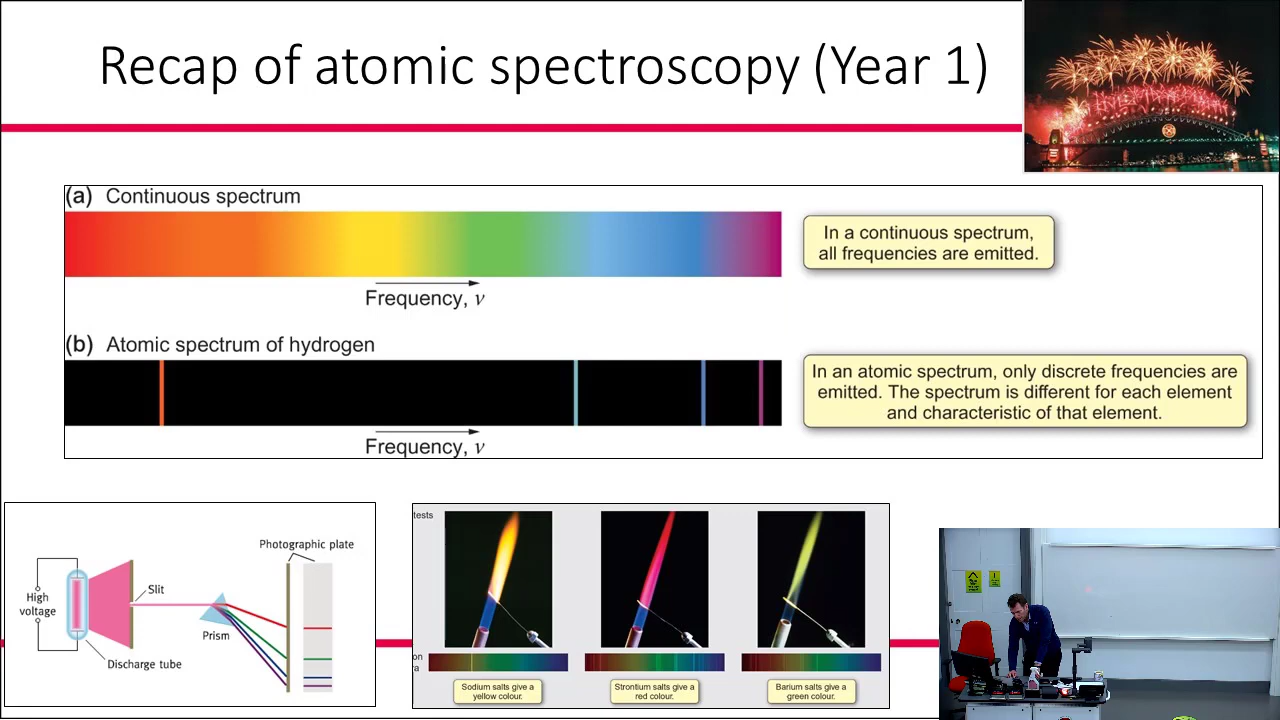 Recap of atomic spectroscopy (Year 1)
(a) Continuous spectrum
In a continuous spectrum,
all frequencies are emitted.
Frequency, ν
(b) Atomic spectrum of hydrogen
In an atomic spectrum, only discrete frequencies are
emitted. The spectrum is different for each element
and characteristic of that element.
Frequency, ν
High
voltage
Discharge tube
Slit
Prism
Photographic plate
tests
on
ra
Sodium salts give a
yellow colour.
Strontium salts give a
red colour.
Barium salts give a
green colour.